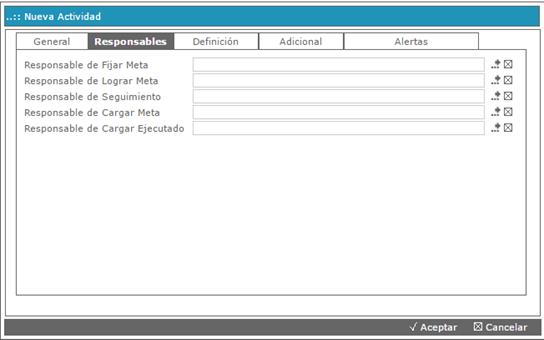 ..:: Nueva Actividad
General Responsables Definición Adicional Alertas
Responsable de Fijar Meta
Responsable de Lograr Meta
Responsable de Seguimiento
Responsable de Cargar Meta
Responsable de Cargar Ejecutado
√ Aceptar ☒ Cancelar